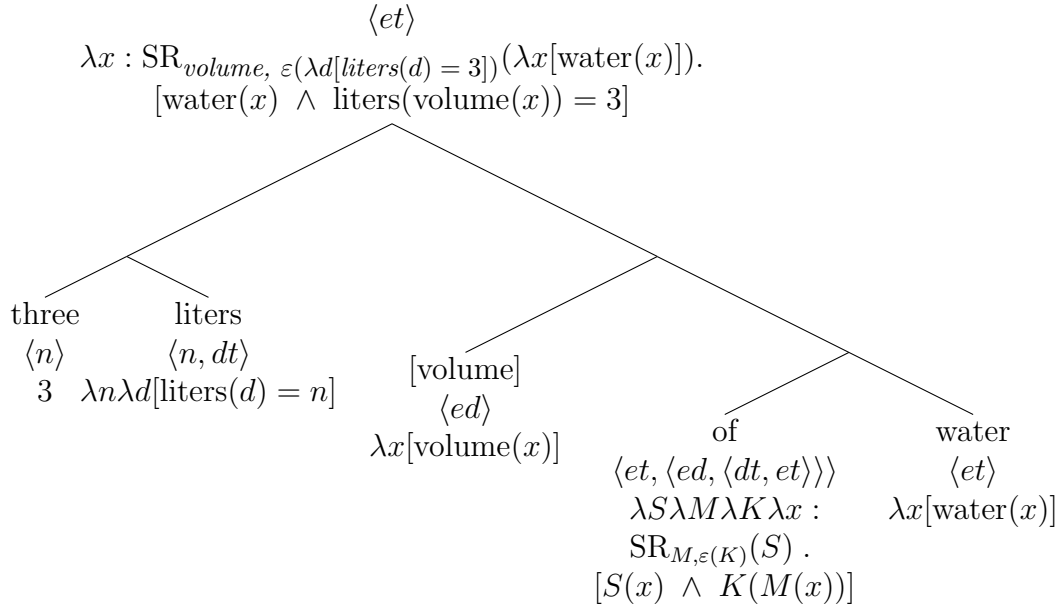 ⟨et⟩
λx : SR_{volume, ε(λd[liters(d) = 3])}(λx[water(x)]).
[water(x) ∧ liters(volume(x)) = 3]
three liters
⟨n⟩ ⟨n, dt⟩
3 λnλd[liters(d) = n]
[volume]
⟨ed⟩
λx[volume(x)]
of water
⟨et, ⟨ed, ⟨dt, et⟩⟩⟩ ⟨et⟩
λSλMλKλx : λx[water(x)]
SR_{M,ε(K)}(S) .
[S(x) ∧ K(M(x))]